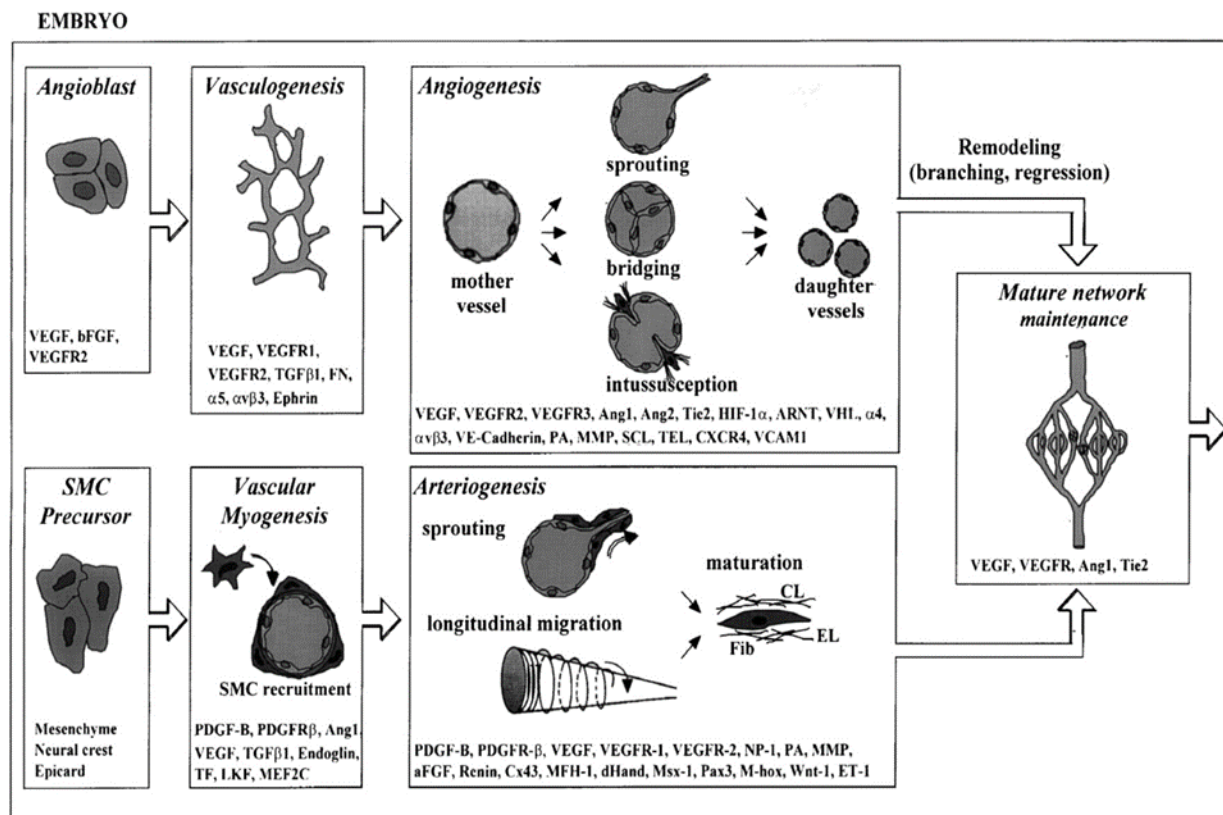 EMBRYO
Angioblast
VEGF, bFGF,
VEGFR2
Vasculogenesis
VEGF, VEGFR1,
VEGFR2, TGFβ1, FN,
α5, αvβ3, Ephrin
Angiogenesis
sprouting
mother
vessel
bridging
daughter
vessels
intussusception
VEGF, VEGFR2, VEGFR3, Ang1, Ang2, Tie2, HIF-1α, ARNT, VHL, α4,
αvβ3, VE-Cadherin, PA, MMP, SCL, TEL, CXCR4, VCAM1
Remodeling
(branching, regression)
Mature network
maintenance
VEGF, VEGFR, Ang1, Tie2
SMC
Precursor
Mesenchyme
Neural crest
Epicard
Vascular
Myogenesis
SMC recruitment
PDGF-B, PDGFRβ, Ang1,
VEGF, TGFβ1, Endoglin,
TF, LKF, MEF2C
Arteriogenesis
sprouting
longitudinal migration
maturation
CL
EL
Fib
PDGF-B, PDGFR-β, VEGF, VEGFR-1, VEGFR-2, NP-1, PA, MMP,
aFGF, Renin, Cx43, MFH-1, dHand, Msx-1, Pax3, M-hox, Wnt-1, ET-1